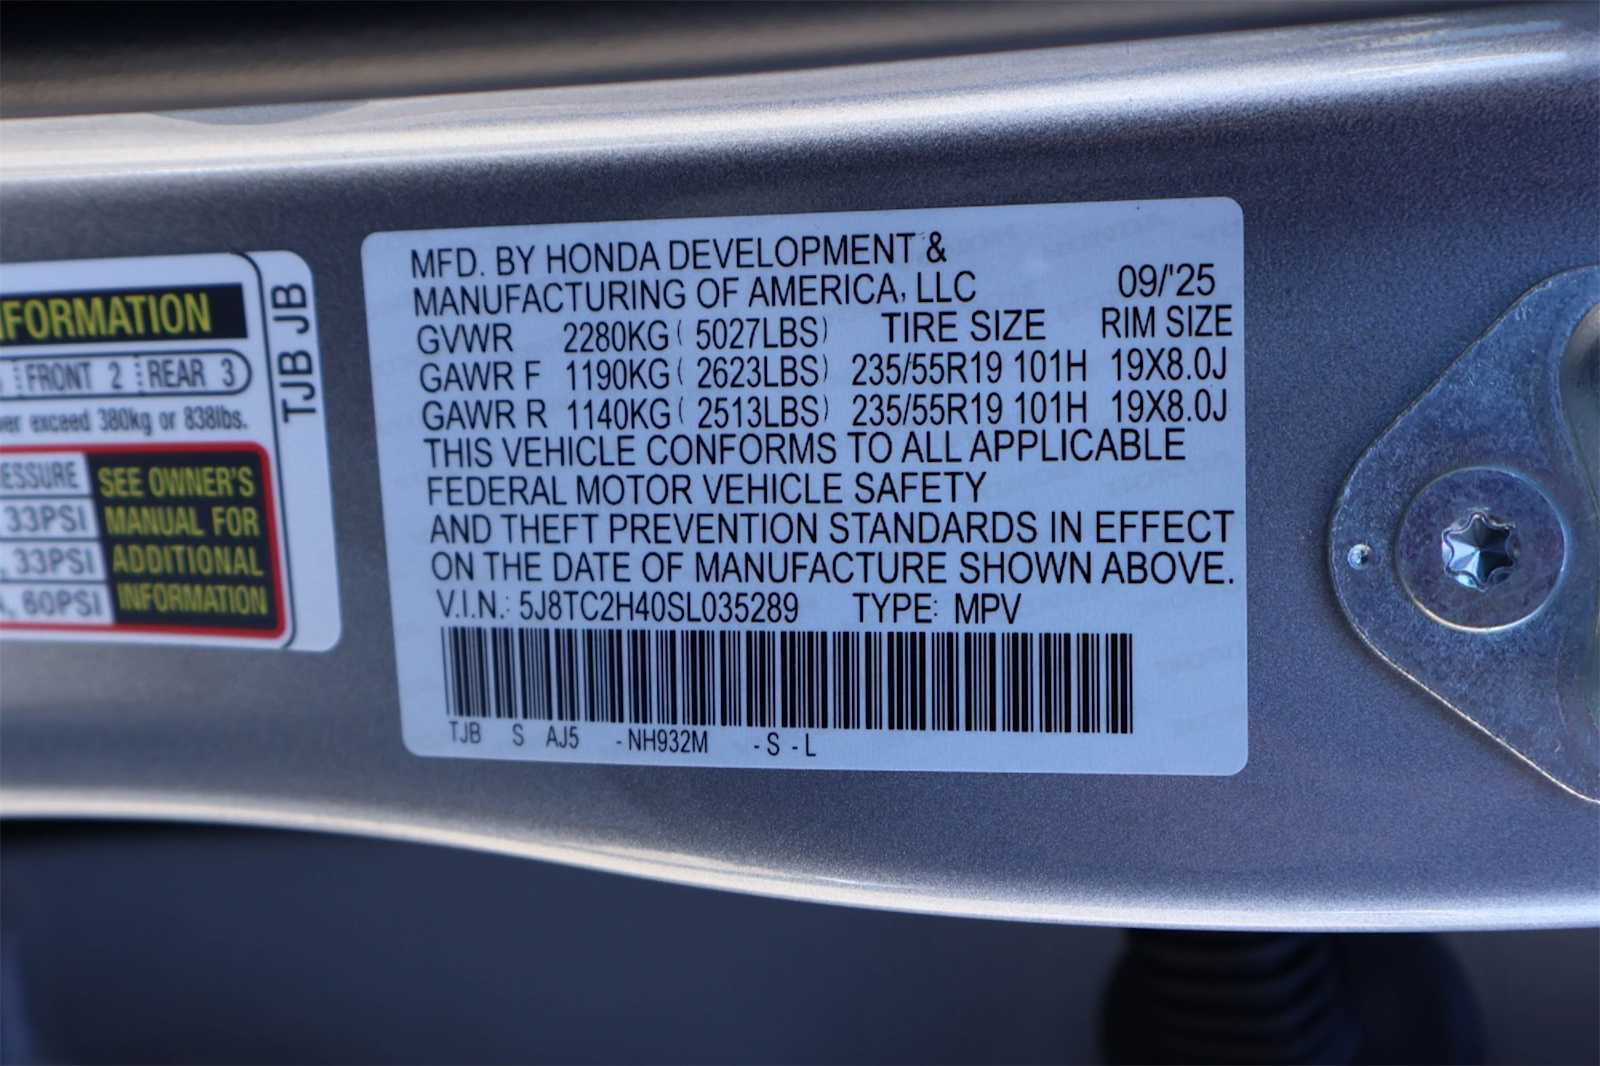 NFORMATION
FRONT 2 REAR 3
ver exceed 380kg or 838lbs.
ESSURE
33PSI
33PSI
60PSI
SEE OWNER'S
MANUAL FOR
ADDITIONAL
INFORMATION
TJB JB
MFD. BY HONDA DEVELOPMENT &
MANUFACTURING OF AMERICA, LLC 09/'25
GVWR 2280KG ( 5027LBS) TIRE SIZE RIM SIZE
GAWR F 1190KG ( 2623LBS) 235/55R19 101H 19X8.0J
GAWR R 1140KG ( 2513LBS) 235/55R19 101H 19X8.0J
THIS VEHICLE CONFORMS TO ALL APPLICABLE
FEDERAL MOTOR VEHICLE SAFETY
AND THEFT PREVENTION STANDARDS IN EFFECT
ON THE DATE OF MANUFACTURE SHOWN ABOVE.
V.I.N.: 5J8TC2H40SL035289 TYPE: MPV
TJB S AJ5 -NH932M -S -L